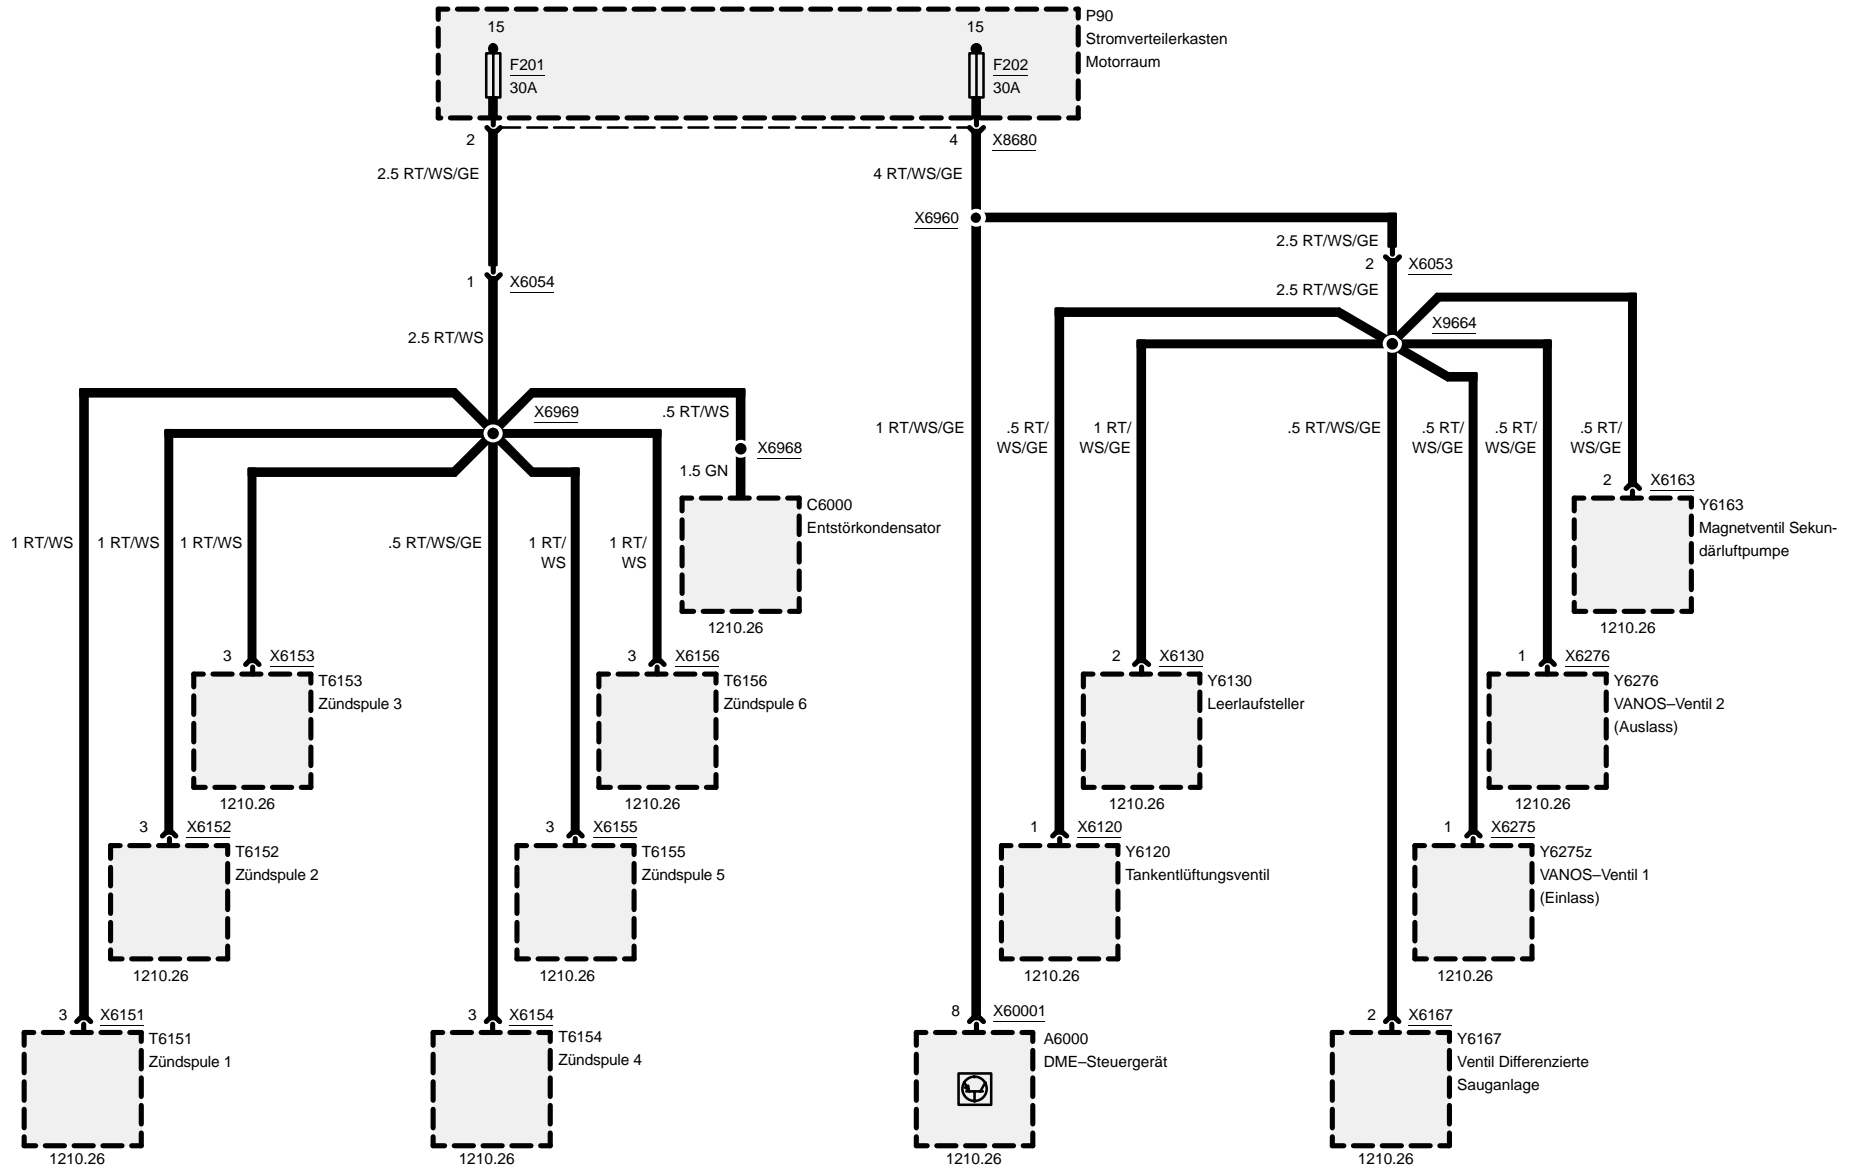 P90
Stromverteilerkasten
Motorraum
15
F201
30A
15
F202
30A
2
4
X8680
2.5 RT/WS/GE
4 RT/WS/GE
X6960
2.5 RT/WS/GE
2
X6053
2.5 RT/WS/GE
1
X6054
X9664
2.5 RT/WS
X6969
.5 RT/WS
X6968
1.5 GN
1 RT/WS/GE
.5 RT/
WS/GE
1 RT/
WS/GE
.5 RT/WS/GE
.5 RT/
WS/GE
.5 RT/
WS/GE
.5 RT/
WS/GE
2
X6163
Y6163
Magnetventil Sekun-
därluftpumpe
1210.26
C6000
Entstörkondensator
1210.26
1 RT/WS
1 RT/WS
1 RT/WS
.5 RT/WS/GE
1 RT/
WS
1 RT/
WS
3
X6153
T6153
Zündspule 3
1210.26
3
X6156
T6156
Zündspule 6
1210.26
2
X6130
Y6130
Leerlaufsteller
1210.26
1
X6276
Y6276
VANOS–Ventil 2
(Auslass)
1210.26
3
X6152
T6152
Zündspule 2
1210.26
3
X6155
T6155
Zündspule 5
1210.26
1
X6120
Y6120
Tankentlüftungsventil
1210.26
1
X6275
Y6275z
VANOS–Ventil 1
(Einlass)
1210.26
3
X6151
T6151
Zündspule 1
1210.26
3
X6154
T6154
Zündspule 4
1210.26
8
X60001
A6000
DME–Steuergerät
1210.26
2
X6167
Y6167
Ventil Differenzierte
Sauganlage
1210.26